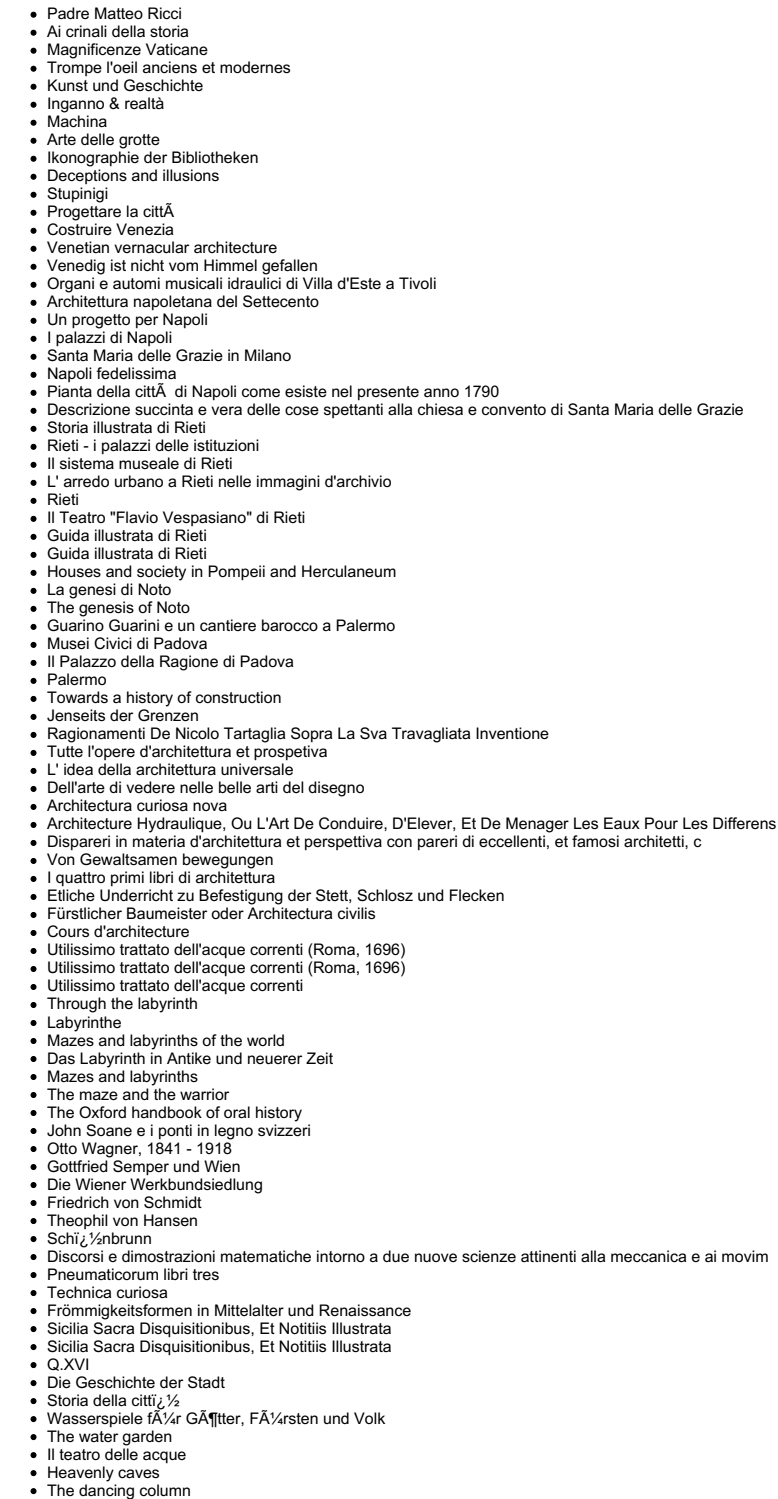 • Padre Matteo Ricci
• Ai crinali della storia
• Magnificenze Vaticane
• Trompe l'oeil anciens et modernes
• Kunst und Geschichte
• Inganno & realtà
• Machina
• Arte delle grotte
• Ikonographie der Bibliotheken
• Deceptions and illusions
• Stupinigi
• Progettare la cittÃ
• Costruire Venezia
• Venetian vernacular architecture
• Venedig ist nicht vom Himmel gefallen
• Organi e automi musicali idraulici di Villa d'Este a Tivoli
• Architettura napoletana del Settecento
• Un progetto per Napoli
• I palazzi di Napoli
• Santa Maria delle Grazie in Milano
• Napoli fedelissima
• Pianta della cittÃ  di Napoli come esiste nel presente anno 1790
• Descrizione succinta e vera delle cose spettanti alla chiesa e convento di Santa Maria delle Grazie
• Storia illustrata di Rieti
• Rieti - i palazzi delle istituzioni
• Il sistema museale di Rieti
• L' arredo urbano a Rieti nelle immagini d'archivio
• Rieti
• Il Teatro "Flavio Vespasiano" di Rieti
• Guida illustrata di Rieti
• Guida illustrata di Rieti
• Houses and society in Pompeii and Herculaneum
• La genesi di Noto
• The genesis of Noto
• Guarino Guarini e un cantiere barocco a Palermo
• Musei Civici di Padova
• Il Palazzo della Ragione di Padova
• Palermo
• Towards a history of construction
• Jenseits der Grenzen
• Ragionamenti De Nicolo Tartaglia Sopra La Sva Travagliata Inventione
• Tutte l'opere d'architettura et prospetiva
• L' idea della architettura universale
• Dell'arte di vedere nelle belle arti del disegno
• Architectura curiosa nova
• Architecture Hydraulique, Ou L'Art De Conduire, D'Elever, Et De Menager Les Eaux Pour Les Differens
• Dispareri in materia d'architettura et perspettiva con pareri di eccellenti, et famosi architetti, c
• Von Gewaltsamen bewegungen
• I quattro primi libri di architettura
• Etliche Underricht zu Befestigung der Stett, Schlosz und Flecken
• Fürstlicher Baumeister oder Architectura civilis
• Cours d'architecture
• Utilissimo trattato dell'acque correnti (Roma, 1696)
• Utilissimo trattato dell'acque correnti (Roma, 1696)
• Utilissimo trattato dell'acque correnti
• Through the labyrinth
• Labyrinthe
• Mazes and labyrinths of the world
• Das Labyrinth in Antike und neuerer Zeit
• Mazes and labyrinths
• The maze and the warrior
• The Oxford handbook of oral history
• John Soane e i ponti in legno svizzeri
• Otto Wagner, 1841 - 1918
• Gottfried Semper und Wien
• Die Wiener Werkbundsiedlung
• Friedrich von Schmidt
• Theophil von Hansen
• Schï¿½nbrunn
• Discorsi e dimostrazioni matematiche intorno a due nuove scienze attinenti alla meccanica e ai movim
• Pneumaticorum libri tres
• Technica curiosa
• Frömmigkeitsformen in Mittelalter und Renaissance
• Sicilia Sacra Disquisitionibus, Et Notitiis Illustrata
• Sicilia Sacra Disquisitionibus, Et Notitiis Illustrata
• Q.XVI
• Die Geschichte der Stadt
• Storia della cittï¿½
• Wasserspiele fÃ¼r GÃ¶tter, FÃ¼rsten und Volk
• The water garden
• Il teatro delle acque
• Heavenly caves
• The dancing column